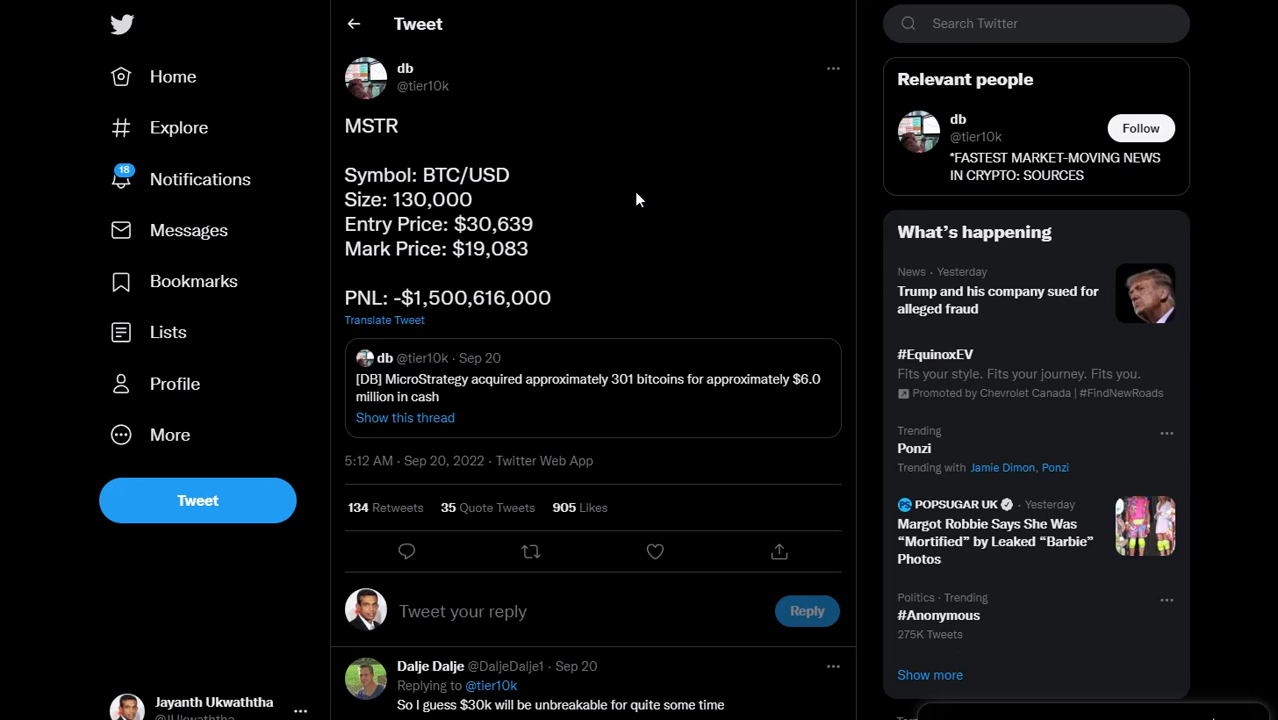 Tweet
Search Twitter
db
@tier10k
MSTR
Symbol: BTC/USD
Size: 130,000
Entry Price: $30,639
Mark Price: $19,083
PNL: -$1,500,616,000
Translate Tweet
db @tier10k · Sep 20
[DB] MicroStrategy acquired approximately 301 bitcoins for approximately $6.0
million in cash
Show this thread
5:12 AM · Sep 20, 2022 · Twitter Web App
134 Retweets 35 Quote Tweets 905 Likes
Tweet your reply
Reply
Dalje Dalje @DaljeDalje1 · Sep 20
Replying to @tier10k
So I guess $30k will be unbreakable for quite some time
Home
Explore
18
Notifications
Messages
Bookmarks
Lists
Profile
More
Tweet
Jayanth Ukwaththa
Relevant people
db
@tier10k
Follow
*FASTEST MARKET-MOVING NEWS
IN CRYPTO: SOURCES
What's happening
News · Yesterday
Trump and his company sued for
alleged fraud
#EquinoxEV
Fits your style. Fits your journey. Fits you.
Promoted by Chevrolet Canada | #FindNewRoads
Trending
Ponzi
Trending with Jamie Dimon, Ponzi
POPSUGAR UK · Yesterday
Margot Robbie Says She Was
“Mortified” by Leaked “Barbie”
Photos
Politics · Trending
#Anonymous
275K Tweets
Show more